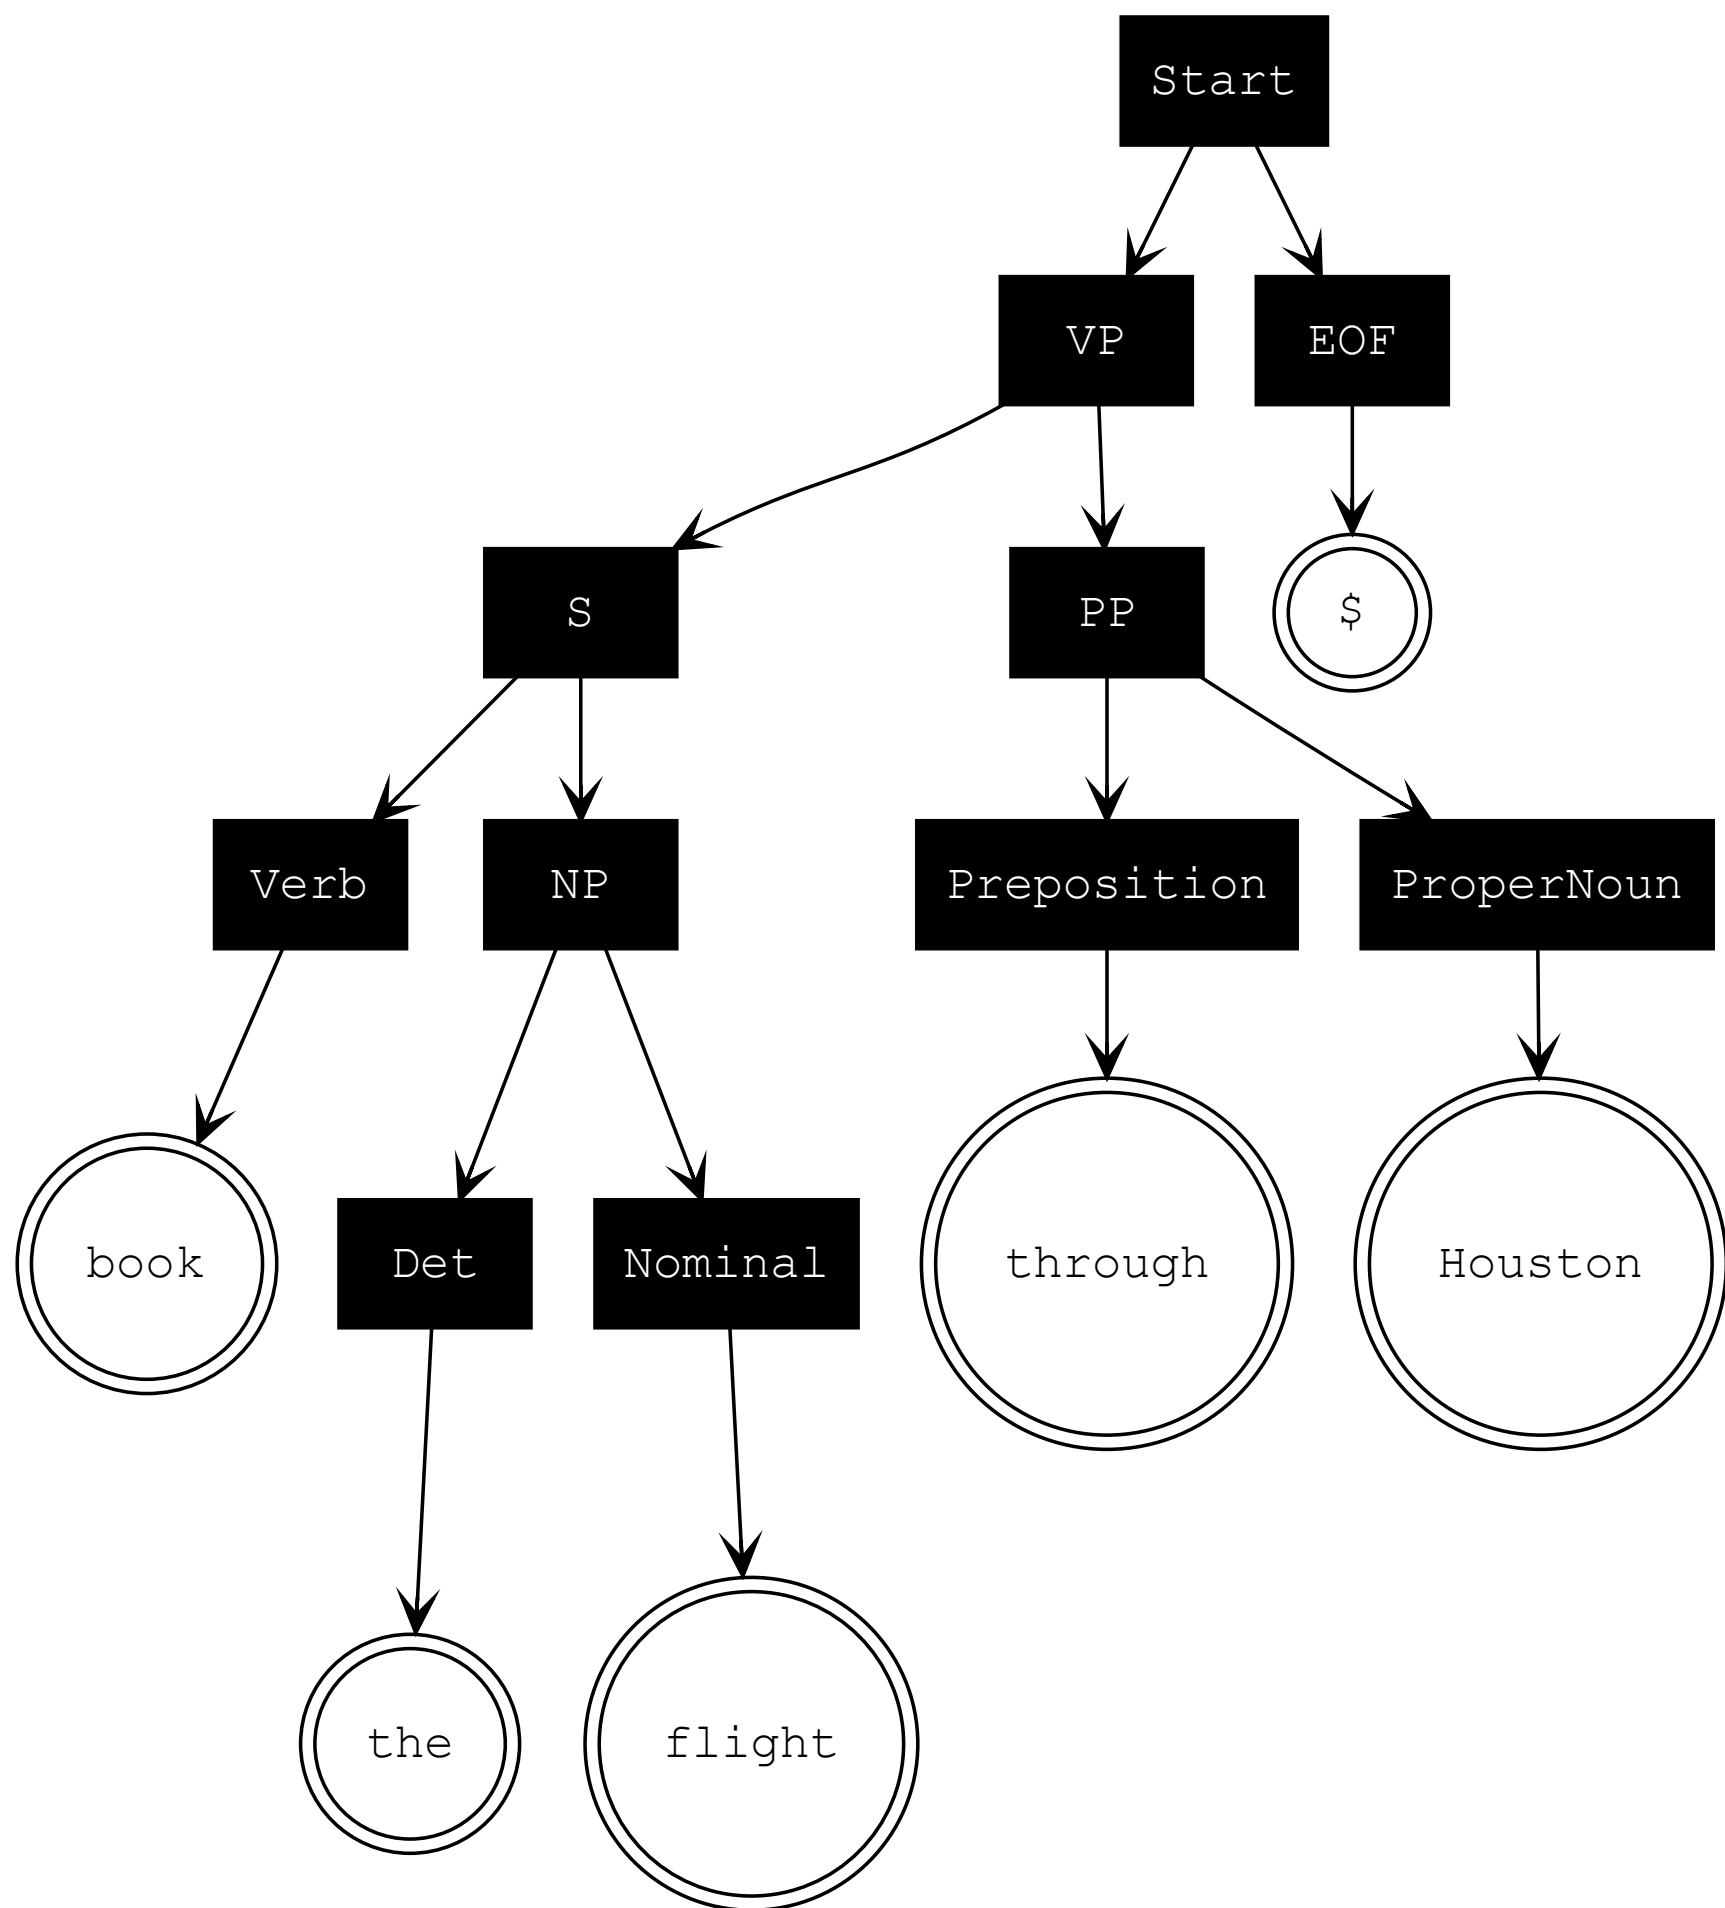 Start
VP EOF
S PP $
Verb NP Preposition ProperNoun
book Det Nominal through Houston
the flight